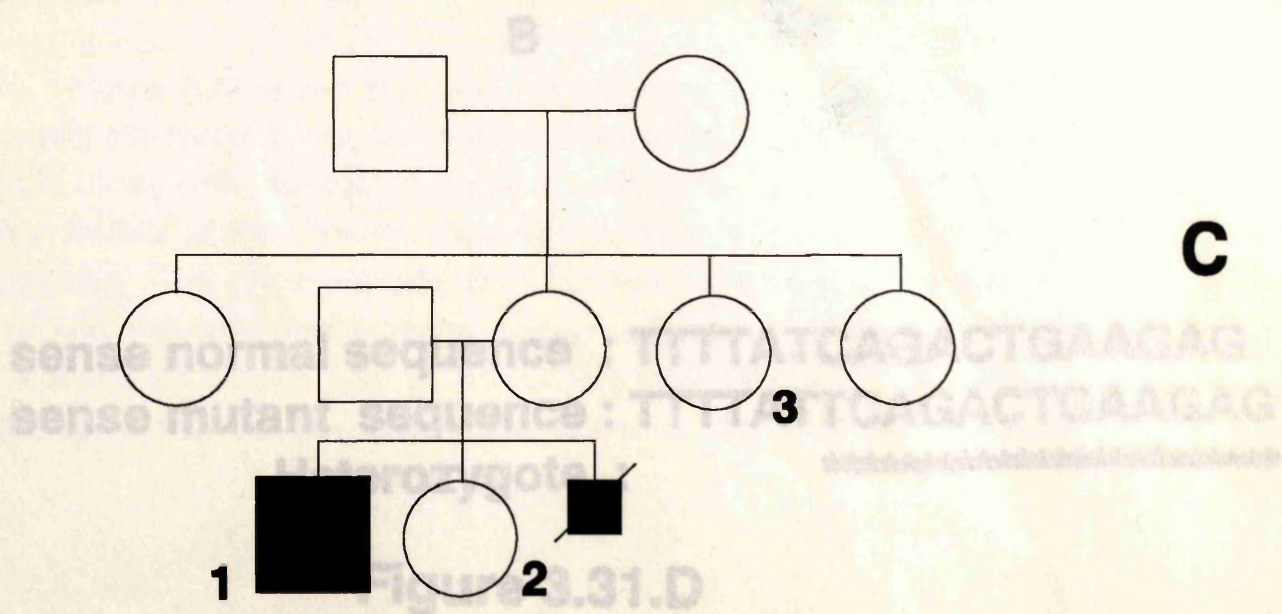 B
C
sense normal sequence : TTTTATCAGACTGAAGAG
sense mutant sequence : TTTTATTCAGACTGAAGAG
3
Heterozygote :
1 2
Figure 3.31.D